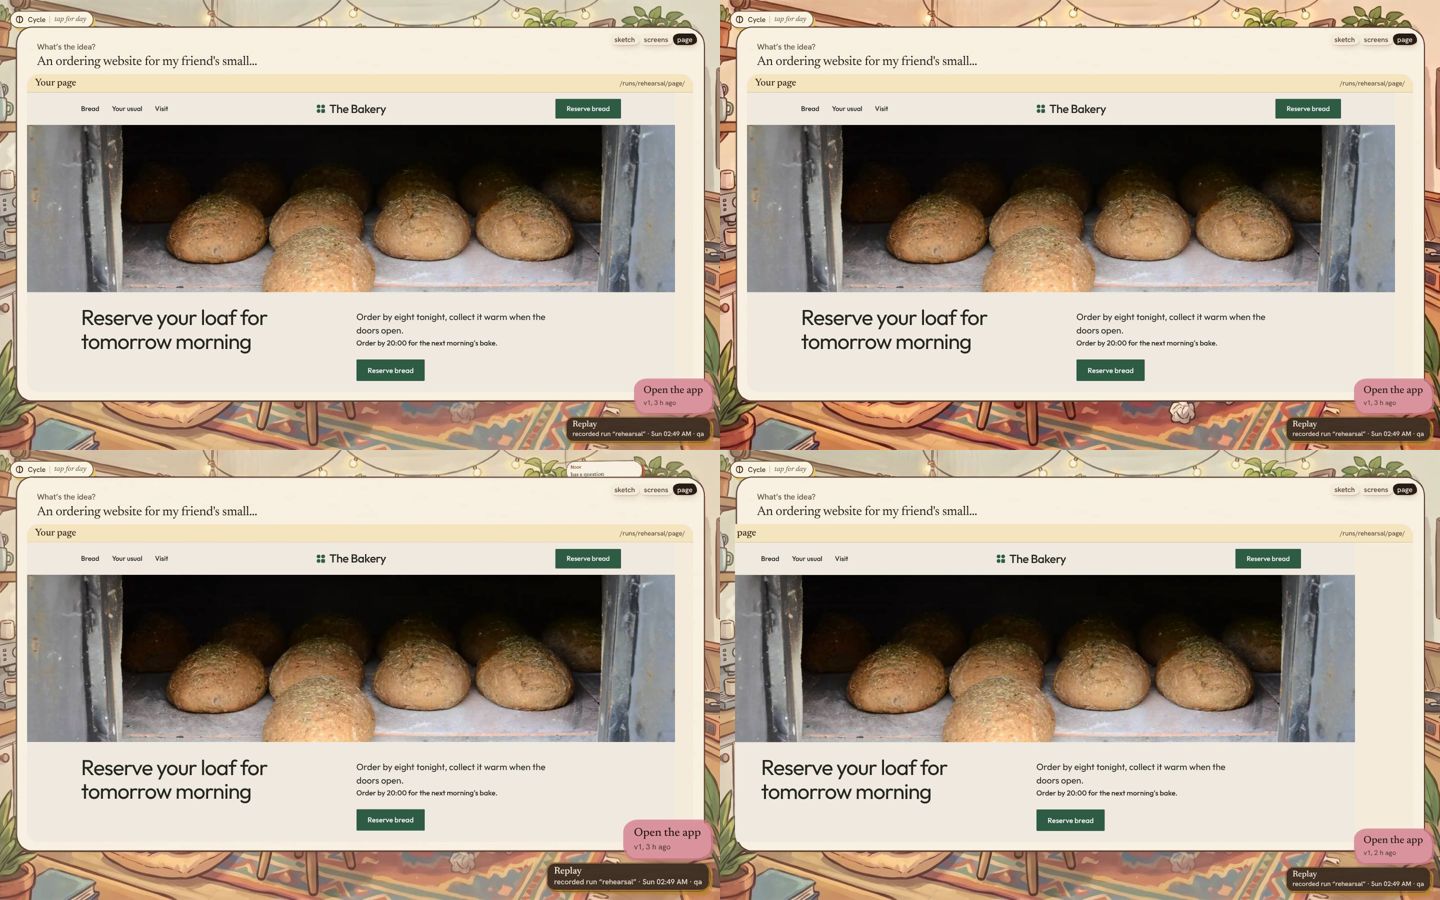 Cycle tap for day
sketch screens page
What's the idea?
An ordering website for my friend's small...
Your page /runs/rehearsal/page/
Bread Your usual Visit The Bakery Reserve bread
Reserve your loaf for
tomorrow morning
Order by eight tonight, collect it warm when the
doors open.
Order by 20:00 for the next morning's bake.
Reserve bread
Open the app
v1, 3 h ago
Replay
recorded run “rehearsal” · Sun 02:49 AM · qa
Cycle tap for day
sketch screens page
What's the idea?
An ordering website for my friend's small...
Your page /runs/rehearsal/page/
Bread Your usual Visit The Bakery Reserve bread
Reserve your loaf for
tomorrow morning
Order by eight tonight, collect it warm when the
doors open.
Order by 20:00 for the next morning's bake.
Reserve bread
Open the app
v1, 3 h ago
Replay
recorded run “rehearsal” · Sun 02:49 AM · qa
Cycle tap for day
sketch screens page
What's the idea?
An ordering website for my friend's small...
Your page /runs/rehearsal/page/
Bread Your usual Visit The Bakery Reserve bread
Reserve your loaf for
tomorrow morning
Order by eight tonight, collect it warm when the
doors open.
Order by 20:00 for the next morning's bake.
Reserve bread
Open the app
v1, 3 h ago
Replay
recorded run “rehearsal” · Sun 02:49 AM · qa
Cycle tap for day
sketch screens page
What's the idea?
An ordering website for my friend's small...
page /runs/rehearsal/page/
Bread Your usual Visit The Bakery Reserve bread
Reserve your loaf for
tomorrow morning
Order by eight tonight, collect it warm when the
doors open.
Order by 20:00 for the next morning's bake.
Reserve bread
Open the app
v1, 2 h ago
Replay
recorded run “rehearsal” · Sun 02:49 AM · qa